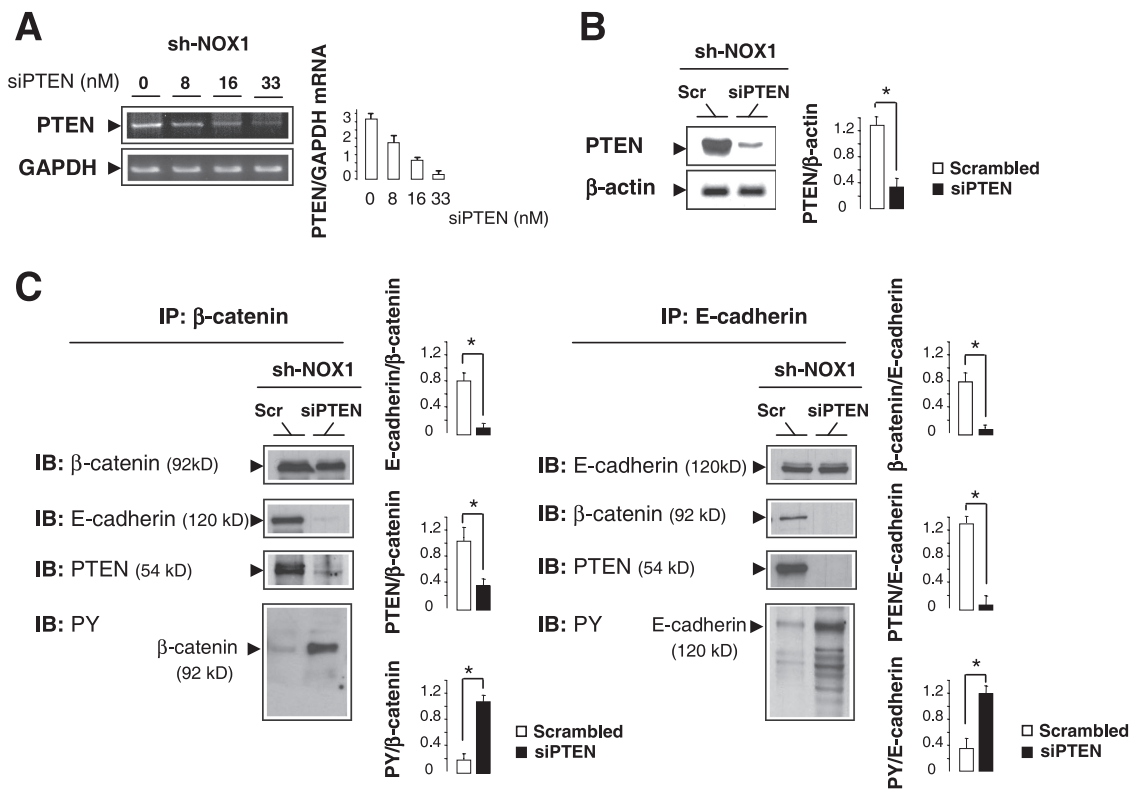 A
sh-NOX1
siPTEN (nM) 0 8 16 33
PTEN
GAPDH
PTEN/GAPDH mRNA
3
2
1
0
0 8 16 33
siPTEN (nM)
B
sh-NOX1
Scr siPTEN
PTEN
β-actin
PTEN/β-actin
1.2
0.8
0.4
0
*
Scrambled
siPTEN
C
IP: β-catenin
sh-NOX1
Scr siPTEN
IB: β-catenin (92kD)
IB: E-cadherin (120 kD)
IB: PTEN (54 kD)
IB: PY
β-catenin
(92 kD)
E-cadherin/β-catenin
1.2
0.8
0.4
0
*
PTEN/β-catenin
1.2
0.8
0.4
0
*
PY/β-catenin
1.2
0.8
0.4
0
*
Scrambled
siPTEN
IP: E-cadherin
sh-NOX1
Scr siPTEN
IB: E-cadherin (120kD)
IB: β-catenin (92 kD)
IB: PTEN (54 kD)
IB: PY
E-cadherin
(120 kD)
β-catenin/E-cadherin
1.2
0.8
0.4
0
*
PTEN/E-cadherin
1.2
0.8
0.4
0
*
PY/E-cadherin
1.2
0.8
0.4
0
*
Scrambled
siPTEN